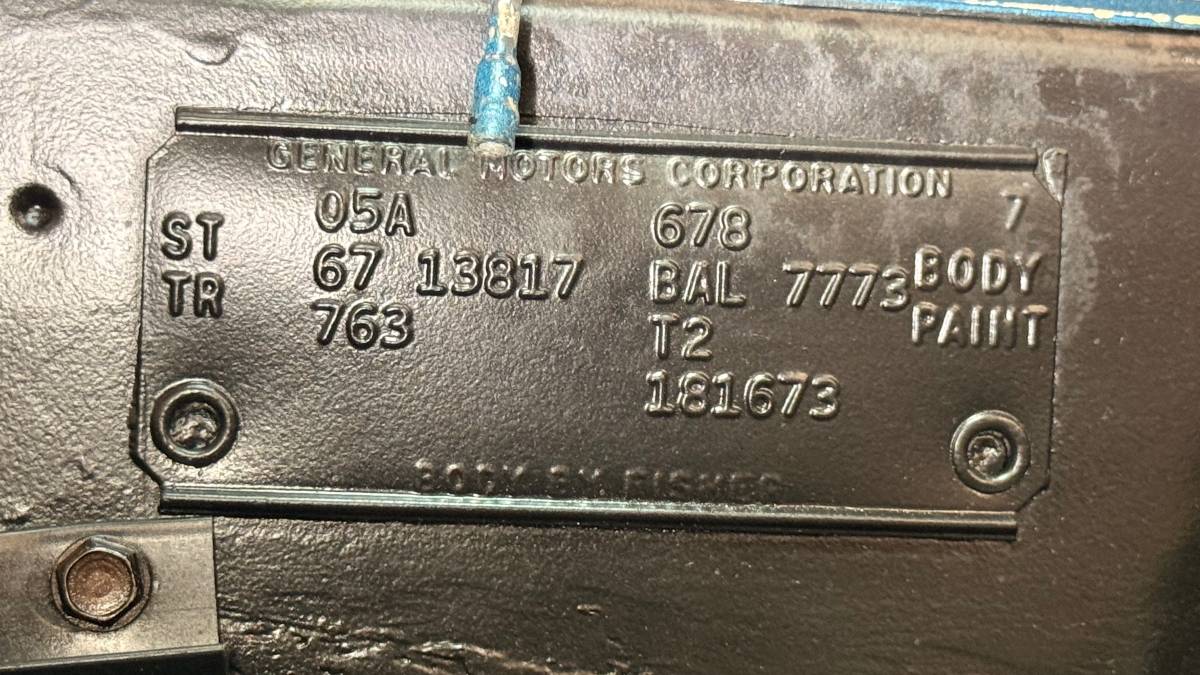 GENERAL MOTORS CORPORATION 7
05A 678
ST 67 13817 BAL 7773 BODY
TR 763 T2 PAINT
181673
BODY BY FISHER